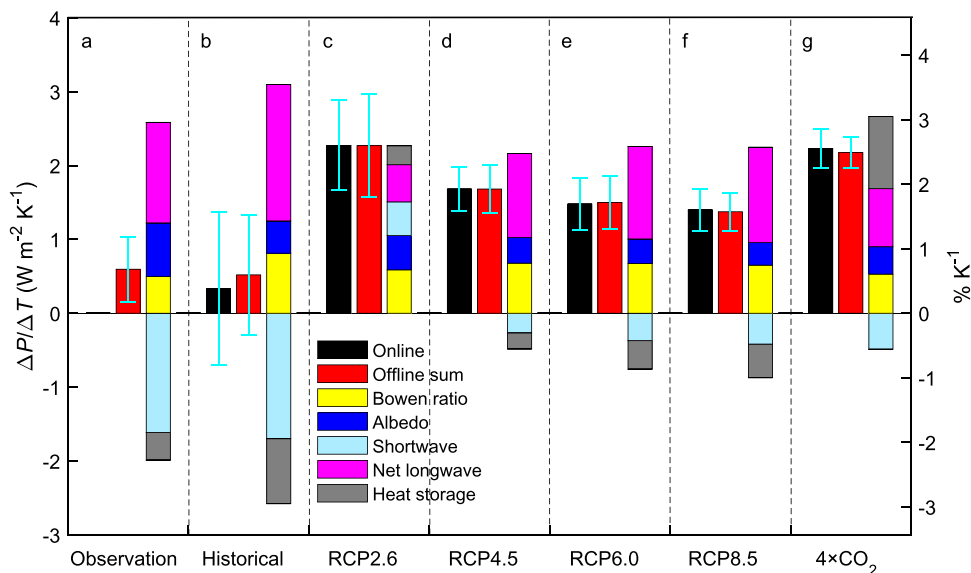 a b c d e f g
4
3
2
1
0
-1
-2
-3
ΔP/ΔT (W m⁻² K⁻¹)
4
3
2
1
0
-1
-2
-3
% K⁻¹
Online
Offline sum
Bowen ratio
Albedo
Shortwave
Net longwave
Heat storage
Observation Historical RCP2.6 RCP4.5 RCP6.0 RCP8.5 4×CO₂